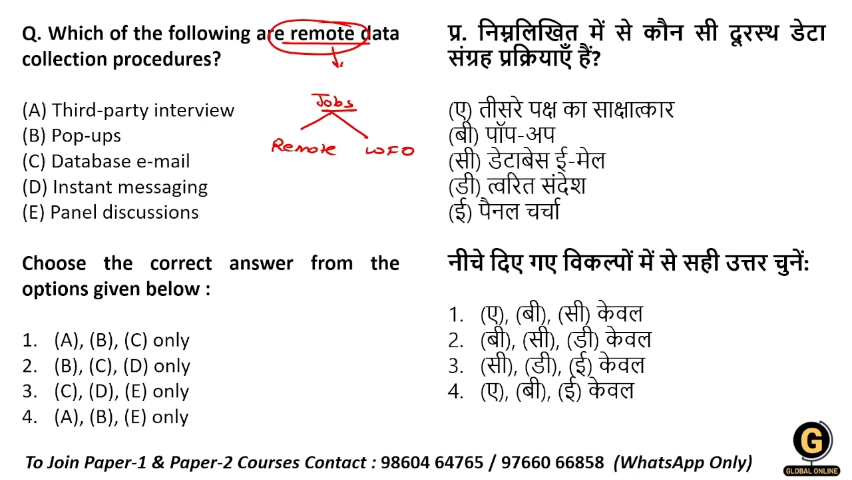 Q. Which of the following are remote data
collection procedures?
Jobs
Remote
WFO
(A) Third-party interview
(B) Pop-ups
(C) Database e-mail
(D) Instant messaging
(E) Panel discussions
Choose the correct answer from the
options given below :
1. (A), (B), (C) only
2. (B), (C), (D) only
3. (C), (D), (E) only
4. (A), (B), (E) only
प्र. निम्नलिखित में से कौन सी दूरस्थ डेटा
संग्रह प्रक्रियाएँ हैं?
(ए) तीसरे पक्ष का साक्षात्कार
(बी) पॉप-अप
(सी) डेटाबेस ई-मेल
(डी) त्वरित संदेश
(ई) पैनल चर्चा
नीचे दिए गए विकल्पों में से सही उत्तर चुनें:
1. (ए), (बी), (सी) केवल
2. (बी), (सी), (डी) केवल
3. (सी), (डी), (ई) केवल
4. (ए), (बी), (ई) केवल
To Join Paper-1 & Paper-2 Courses Contact : 98604 64765 / 97660 66858 (WhatsApp Only)
G
GLOBAL ONLINE